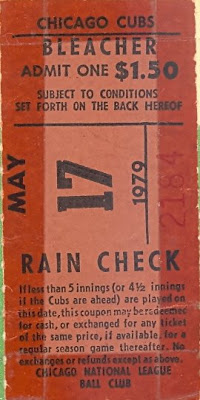 CHICAGO CUBS
BLEACHER
ADMIT ONE $1.50
SUBJECT TO CONDITIONS
SET FORTH ON THE BACK HEREOF
MAY
17
1979
2184
RAIN CHECK
If less than 5 innings (or 4½ innings
if the Cubs are ahead) are played on
this date, this coupon may be redeemed
for cash, or exchanged for any ticket
of the same price, if available, for a
regular season game thereafter. No
exchanges or refunds except as above.
CHICAGO NATIONAL LEAGUE
BALL CLUB